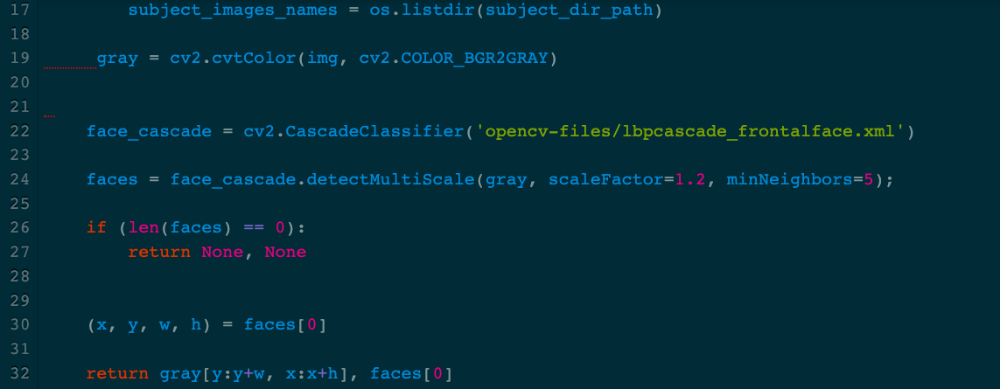 17 subject_images_names = os.listdir(subject_dir_path)
18
19 gray = cv2.cvtColor(img, cv2.COLOR_BGR2GRAY)
20
21
22 face_cascade = cv2.CascadeClassifier('opencv-files/lbpcascade_frontalface.xml')
23
24 faces = face_cascade.detectMultiScale(gray, scaleFactor=1.2, minNeighbors=5);
25
26 if (len(faces) == 0):
27 return None, None
28
29
30 (x, y, w, h) = faces[0]
31
32 return gray[y:y+w, x:x+h], faces[0]